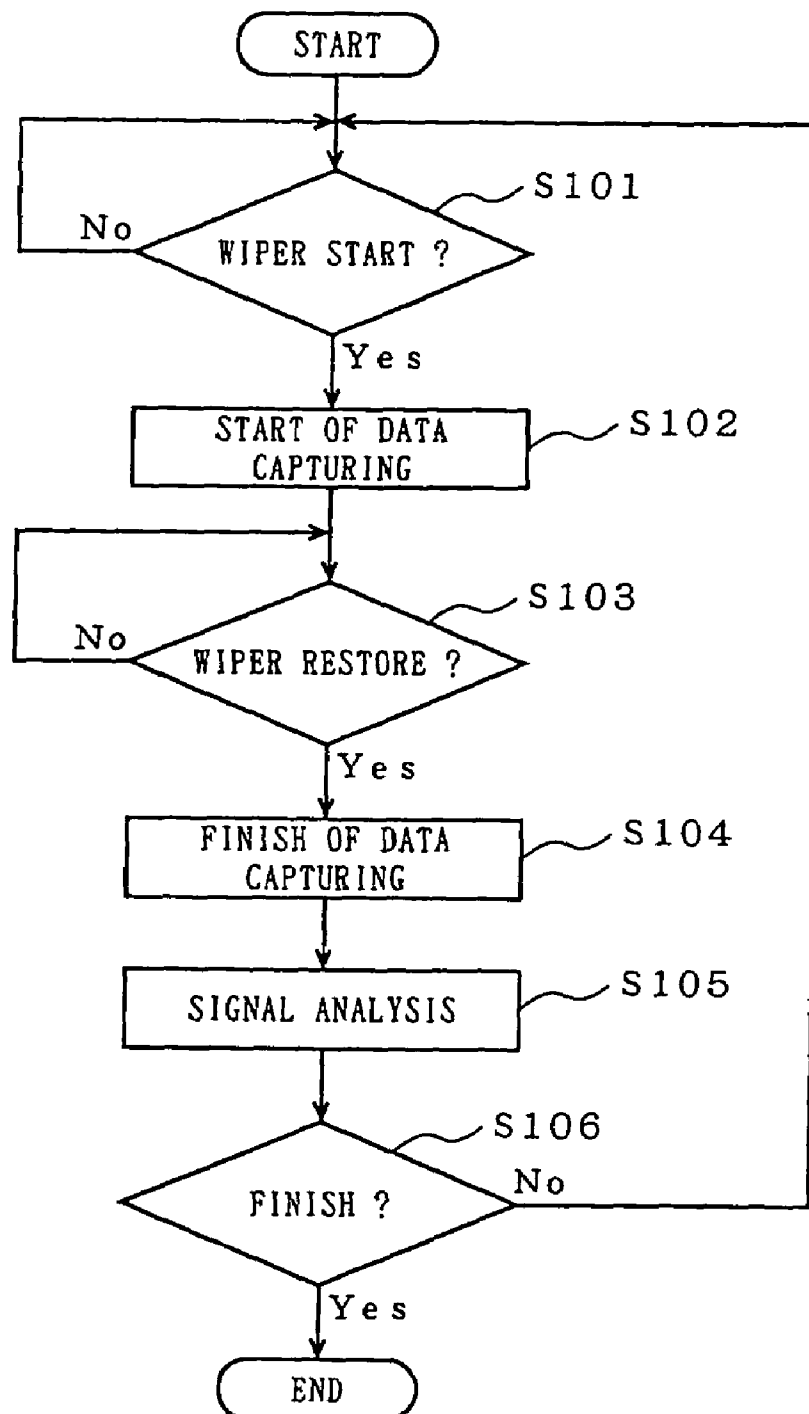 START
S101
No
WIPER START ?
Yes
START OF DATA
CAPTURING
S102
S103
No
WIPER RESTORE ?
Yes
FINISH OF DATA
CAPTURING
S104
SIGNAL ANALYSIS
S105
S106
FINISH ?
No
Yes
END